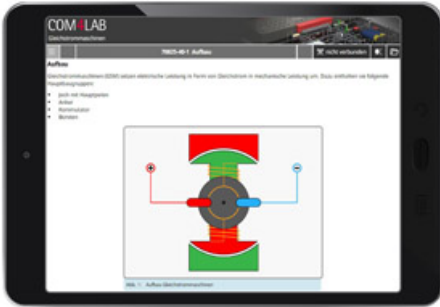 COM4LAB
Gleichstrommaschinen
70025-40-1 Aufbau
nicht verbunden
Aufbau
Gleichstrommaschinen (GSM) setzen elektrische Leistung in Form von Gleichstrom in mechanische Leistung um. Dazu enthalten sie folgende
Hauptbaugruppen:
• Joch mit Hauptpolen
• Anker
• Kommutator
• Bürsten
+
−
Abb. 1 Aufbau Gleichstrommaschinen